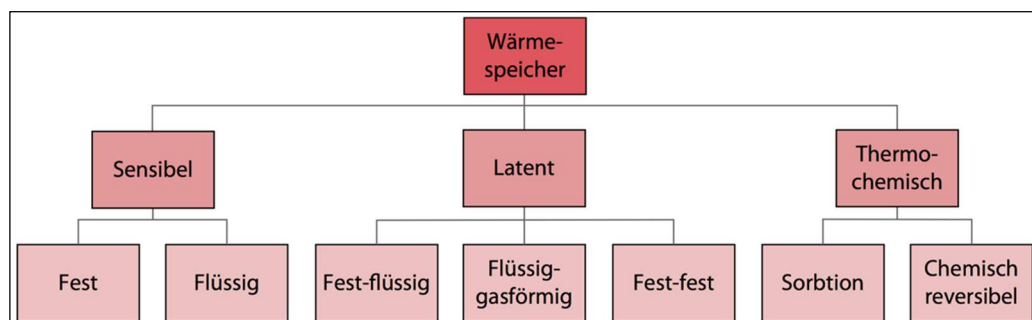 Wärme-
speicher
Sensibel
Latent
Thermo-
chemisch
Fest
Flüssig
Fest-flüssig
Flüssig-
gasförmig
Fest-fest
Sorbtion
Chemisch
reversibel